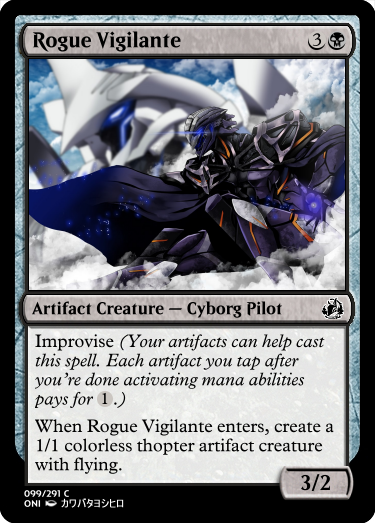 Rogue Vigilante 3
Artifact Creature — Cyborg Pilot
Improvise (Your artifacts can help cast
this spell. Each artifact you tap after
you're done activating mana abilities
pays for 1.)
When Rogue Vigilante enters, create a
1/1 colorless thopter artifact creature
with flying.
3/2
099/291 C
ONI カワバタヨシヒロ